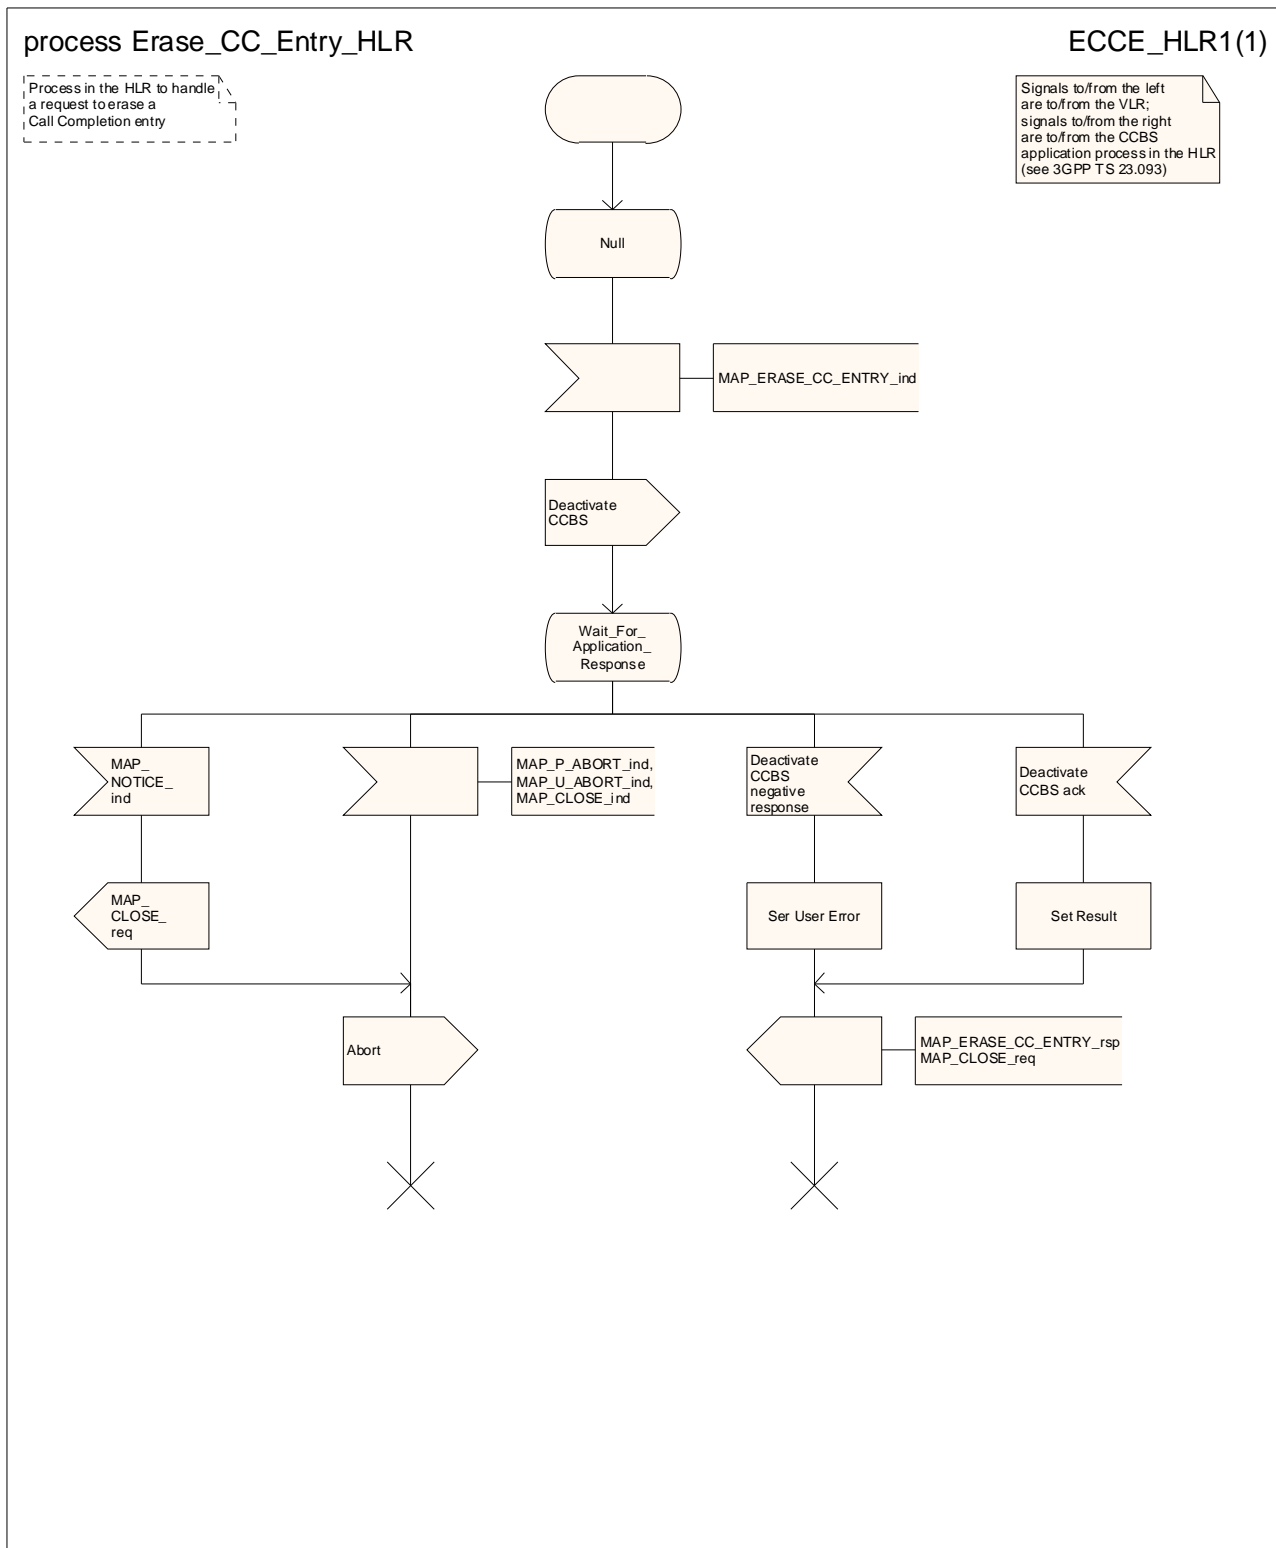 process Erase_CC_Entry_HLR
ECCE_HLR1(1)
Process in the HLR to handle
a request to erase a
Call Completion entry
Signals to/from the left
are to/from the VLR;
signals to/from the right
are to/from the CCBS
application process in the HLR
(see 3GPP TS 23.093)
Null
MAP_ERASE_CC_ENTRY_ind
Deactivate
CCBS
Wait_For_
Application_
Response
MAP_
NOTICE_
ind
MAP_P_ABORT_ind,
MAP_U_ABORT_ind,
MAP_CLOSE_ind
Deactivate
CCBS
negative
response
Deactivate
CCBS ack
MAP_
CLOSE_
req
Ser User Error
Set Result
Abort
MAP_ERASE_CC_ENTRY_rsp
MAP_CLOSE_req